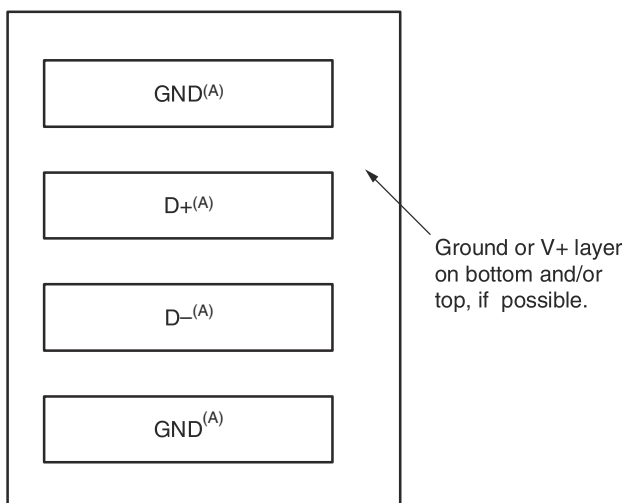 GND(A)
D+(A)
D–(A)
GND(A)
Ground or V+ layer
on bottom and/or
top, if possible.